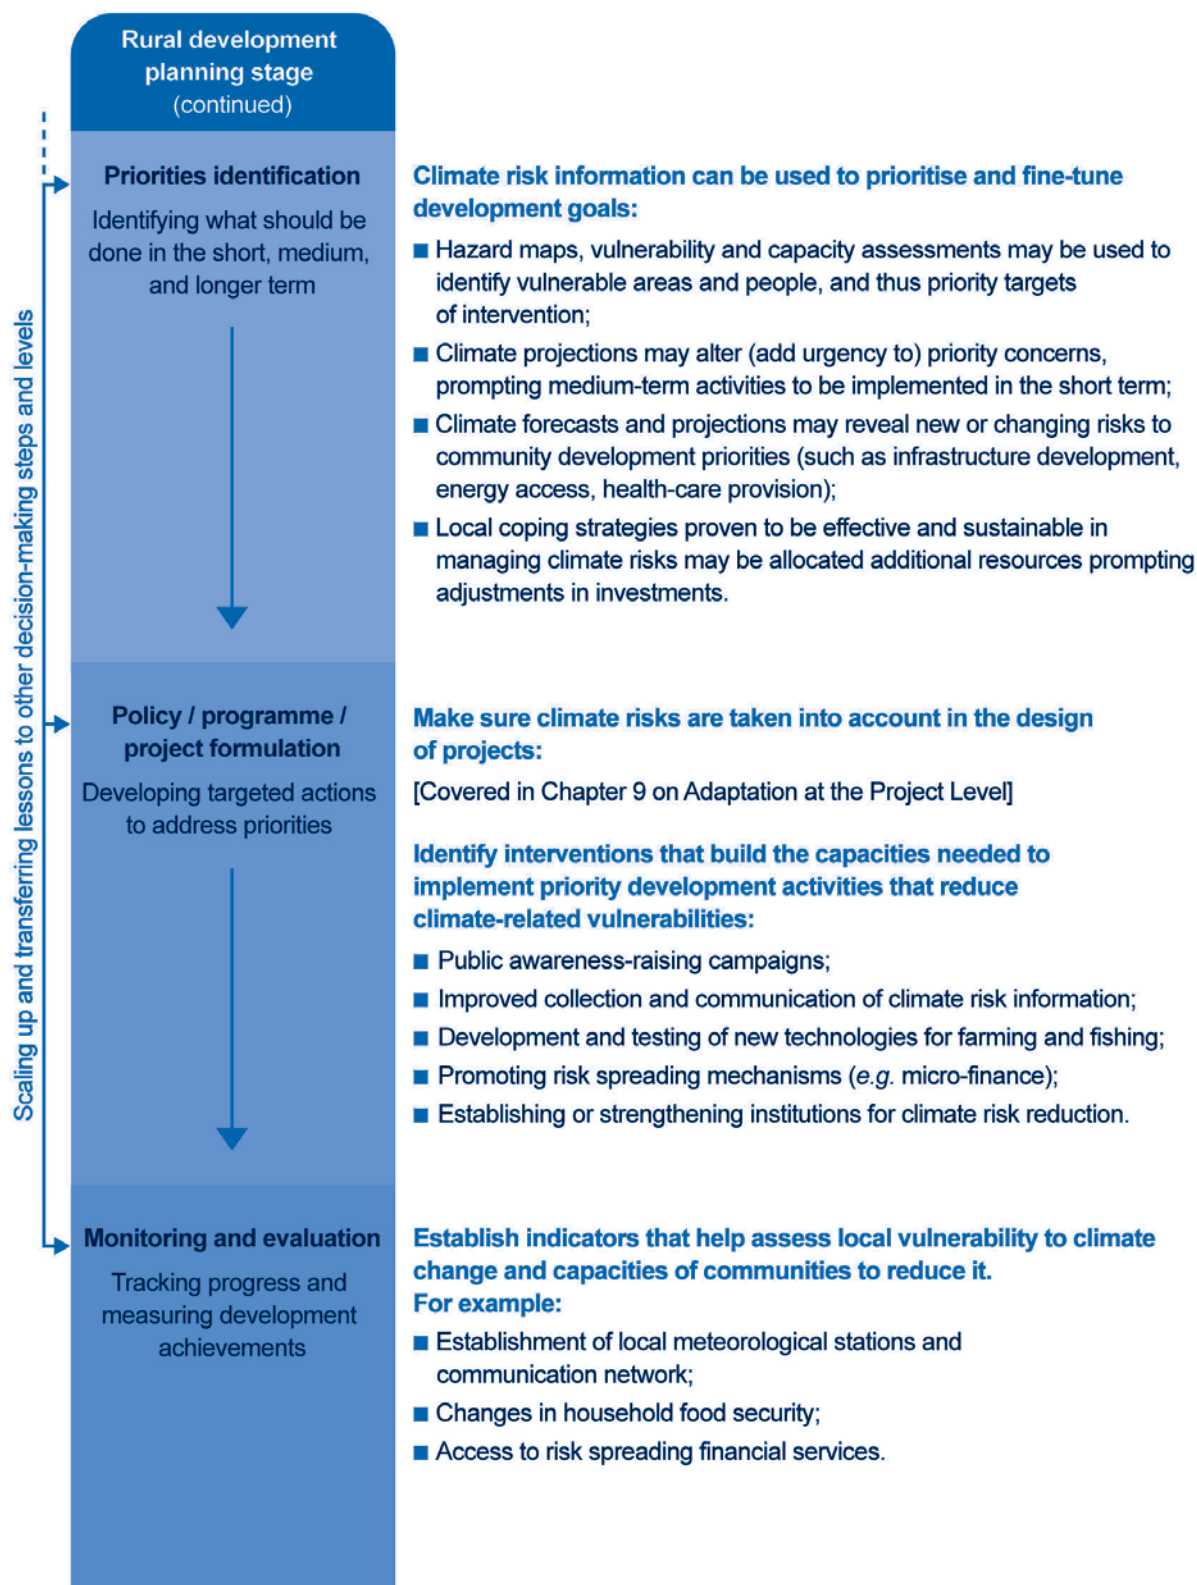 Rural development
planning stage
(continued)
Scaling up and transferring lessons to other decision-making steps and levels
Priorities identification
Identifying what should be
done in the short, medium,
and longer term
Climate risk information can be used to prioritise and fine-tune
development goals:
■ Hazard maps, vulnerability and capacity assessments may be used to
identify vulnerable areas and people, and thus priority targets
of intervention;
■ Climate projections may alter (add urgency to) priority concerns,
prompting medium-term activities to be implemented in the short term;
■ Climate forecasts and projections may reveal new or changing risks to
community development priorities (such as infrastructure development,
energy access, health-care provision);
■ Local coping strategies proven to be effective and sustainable in
managing climate risks may be allocated additional resources prompting
adjustments in investments.
Policy / programme /
project formulation
Developing targeted actions
to address priorities
Make sure climate risks are taken into account in the design
of projects:
[Covered in Chapter 9 on Adaptation at the Project Level]
Identify interventions that build the capacities needed to
implement priority development activities that reduce
climate-related vulnerabilities:
■ Public awareness-raising campaigns;
■ Improved collection and communication of climate risk information;
■ Development and testing of new technologies for farming and fishing;
■ Promoting risk spreading mechanisms (e.g. micro-finance);
■ Establishing or strengthening institutions for climate risk reduction.
Monitoring and evaluation
Tracking progress and
measuring development
achievements
Establish indicators that help assess local vulnerability to climate
change and capacities of communities to reduce it.
For example:
■ Establishment of local meteorological stations and
communication network;
■ Changes in household food security;
■ Access to risk spreading financial services.